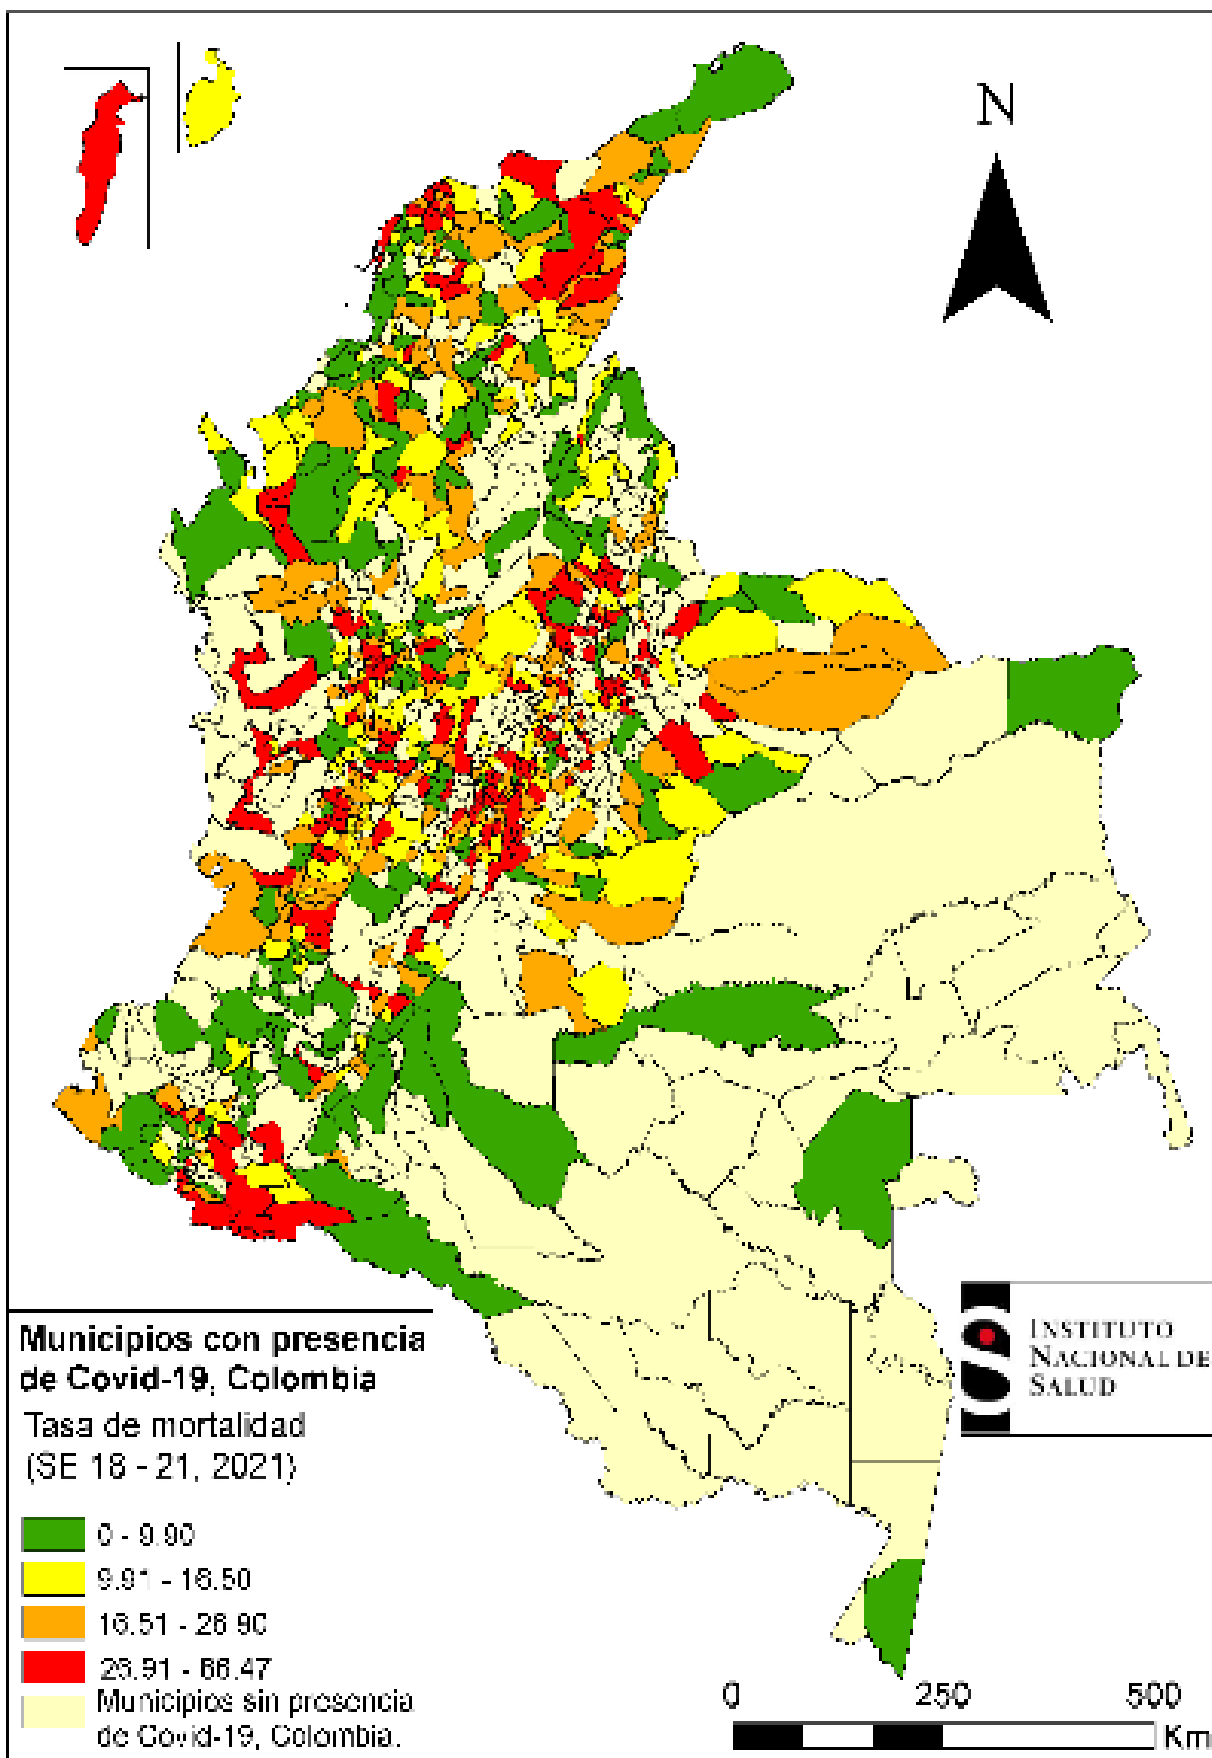 N
INSTITUTO
NACIONAL DE
SALUD
Municipios con presencia
de Covid-19, Colombia
Tasa de mortalidad
(SE 18 - 21, 2021)
0 - 9.90
9.91 - 16.50
16.51 - 26.90
26.91 - 66.47
Municipios sin presencia
de Covid-19, Colombia.
0 250 500
Km